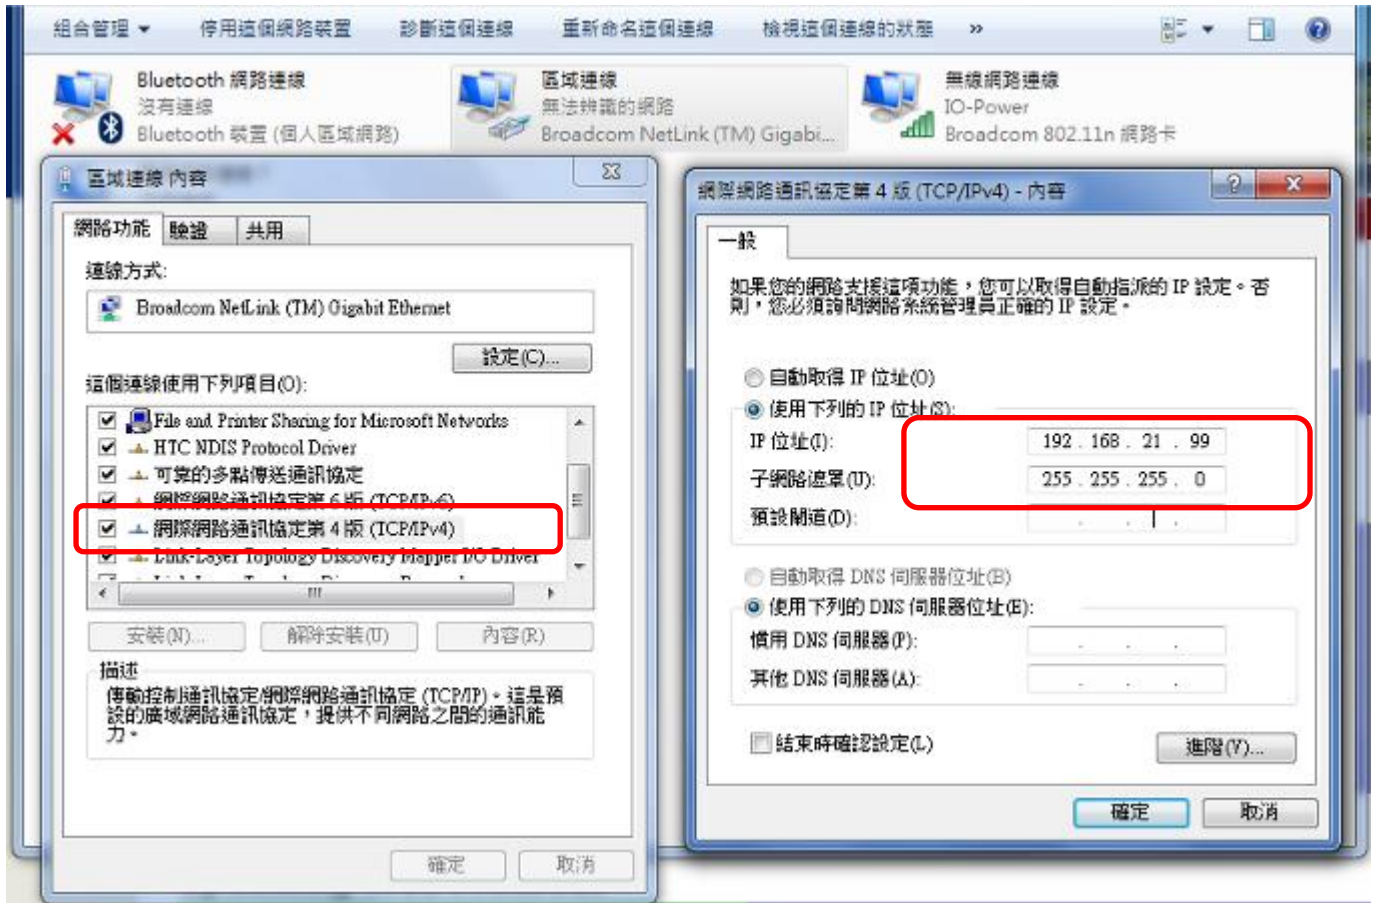 組合管理 停用這個網路裝置 診斷這個連線 重新命名這個連線 檢視這個連線的狀態 »
Bluetooth 網路連線
沒有連線
Bluetooth 裝置 (個人區域網路)
區域連線
無法辨識的網路
Broadcom NetLink (TM) Gigabi...
無線網路連線
IO-Power
Broadcom 802.11n 網路卡
區域連線 內容
網路功能 驗證 共用
連線方式:
Broadcom NetLink (TM) Gigabit Ethernet
設定(C)...
這個連線使用下列項目(O):
File and Printer Sharing for Microsoft Networks
HTC NDIS Protocol Driver
可靠的多點傳送通訊協定
網際網路通訊協定第 6 版 (TCP/IPv6)
網際網路通訊協定第 4 版 (TCP/IPv4)
Link-Layer Topology Discovery Mapper I/O Driver
安裝(N)... 解除安裝(U) 內容(R)
描述
傳輸控制通訊協定/網際網路通訊協定 (TCP/IP)。這是預
設的廣域網路通訊協定，提供不同網路之間的通訊能
力。
確定 取消
網際網路通訊協定第 4 版 (TCP/IPv4) - 內容
一般
如果您的網路支援這項功能，您可以取得自動指派的 IP 設定。否
則，您必須詢問網路系統管理員正確的 IP 設定。
自動取得 IP 位址(O)
使用下列的 IP 位址(S):
IP 位址(I): 192 . 168 . 21 . 99
子網路遮罩(U): 255 . 255 . 255 . 0
預設閘道(D): . . .
自動取得 DNS 伺服器位址(B)
使用下列的 DNS 伺服器位址(E):
慣用 DNS 伺服器(P): . . .
其他 DNS 伺服器(A): . . .
結束時確認設定(L)
進階(V)...
確定 取消